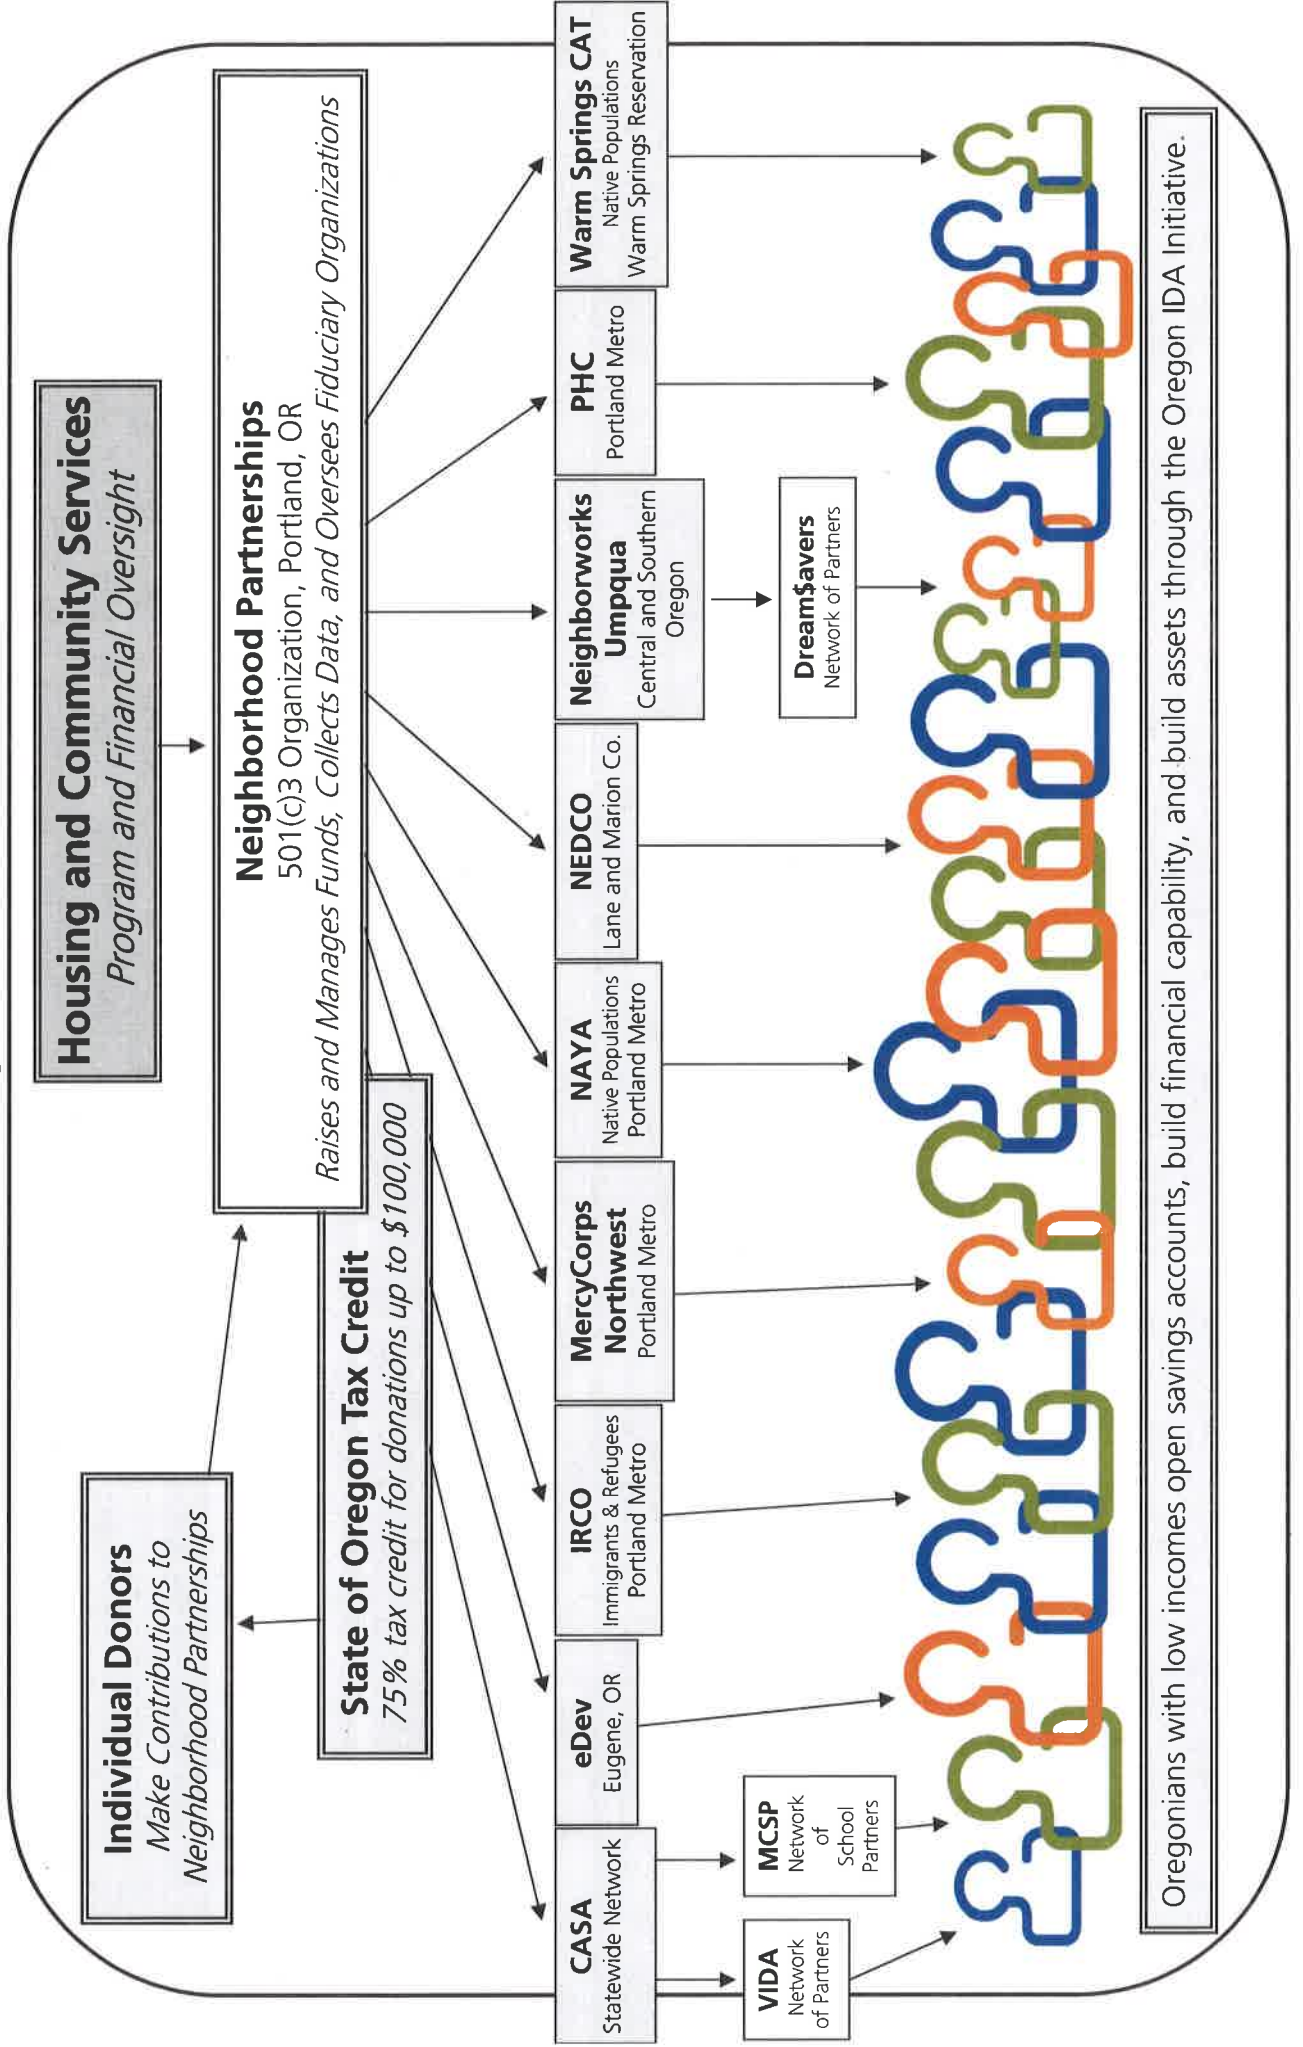 Housing and Community Services
Program and Financial Oversight
Individual Donors
Make Contributions to
Neighborhood Partnerships
Neighborhood Partnerships
501(c)3 Organization, Portland, OR
Raises and Manages Funds, Collects Data, and Oversees Fiduciary Organizations
State of Oregon Tax Credit
75% tax credit for donations up to $100,000
CASA
Statewide Network
eDev
Eugene, OR
IRCO
Immigrants & Refugees
Portland Metro
MercyCorps
Northwest
Portland Metro
NAYA
Native Populations
Portland Metro
NEDCO
Lane and Marion Co.
Neighborworks
Umpqua
Central and Southern
Oregon
PHC
Portland Metro
Warm Springs CAT
Native Populations
Warm Springs Reservation
VIDA
Network
of Partners
MCSP
Network
of
School
Partners
Dream$avers
Network of Partners
Oregonians with low incomes open savings accounts, build financial capability, and build assets through the Oregon IDA Initiative.